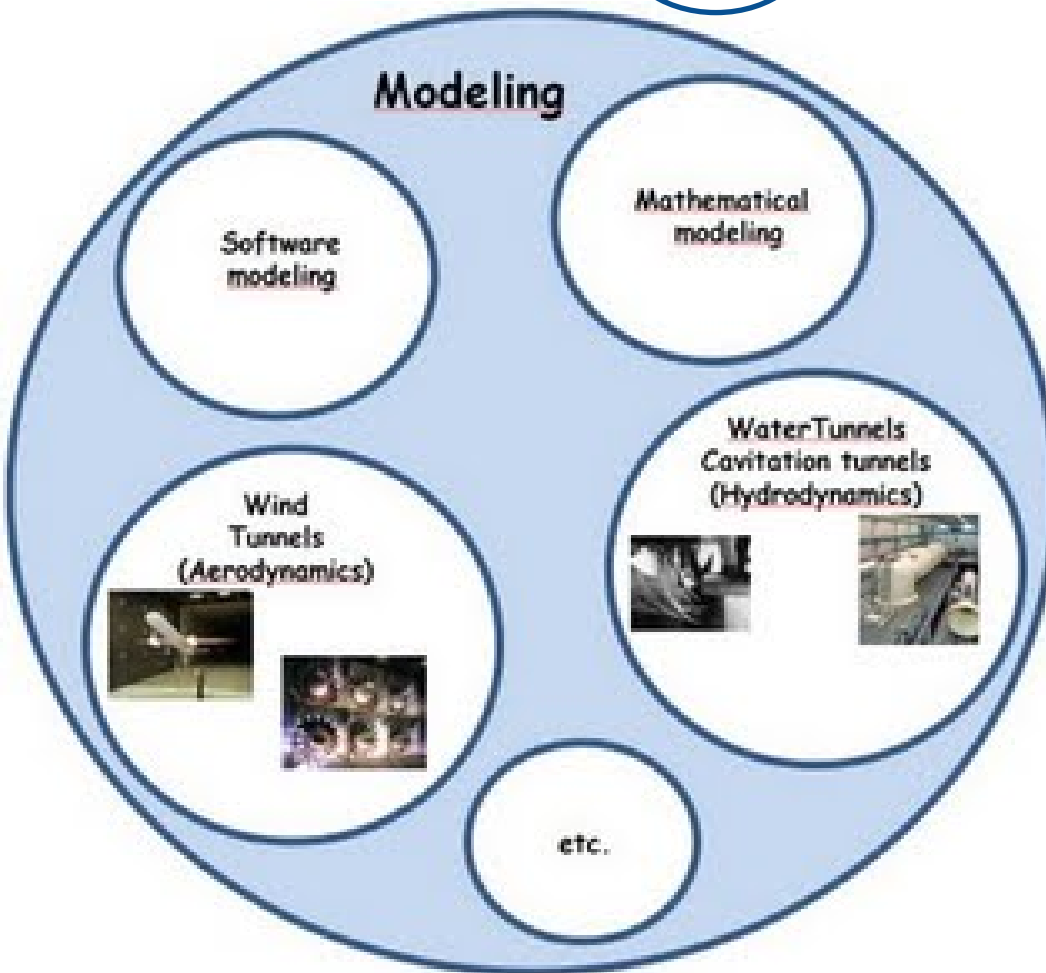 Modeling
Software
modeling
Mathematical
modeling
WaterTunnels
Cavitation tunnels
(Hydrodynamics)
Wind
Tunnels
(Aerodynamics)
etc.